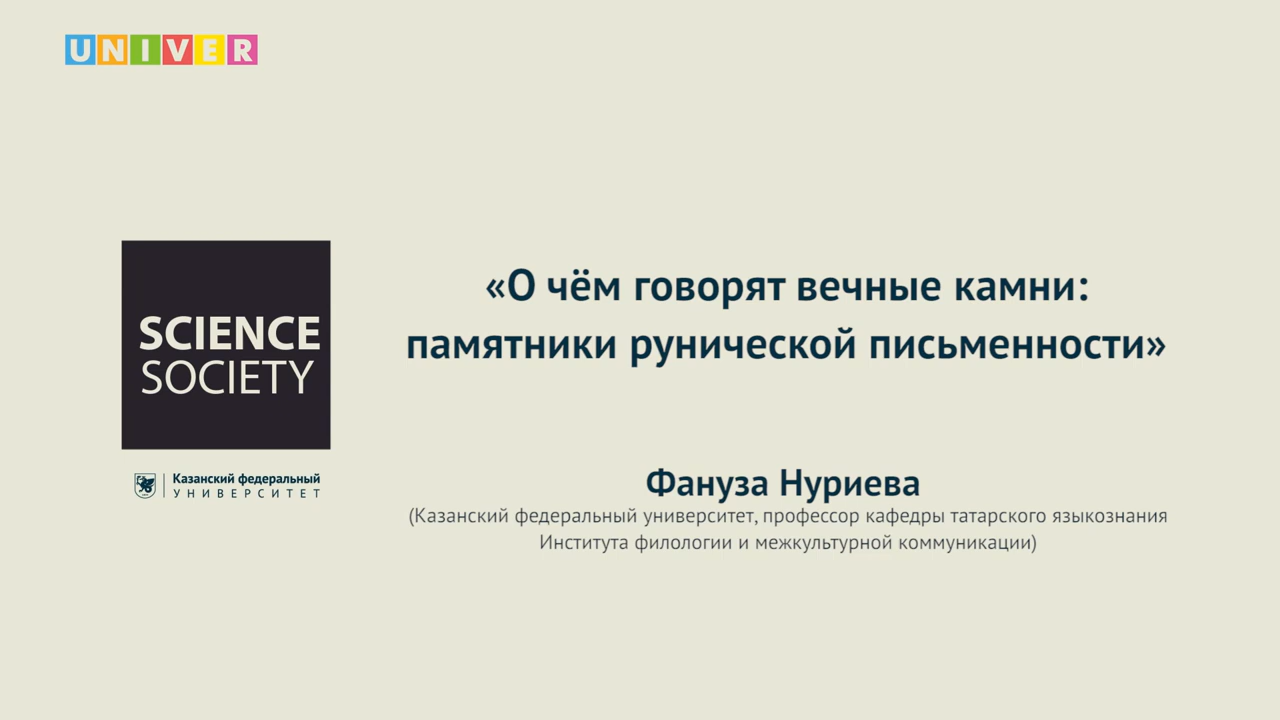 UNIVER
SCIENCE
SOCIETY
Казанский федеральный
УНИВЕРСИТЕТ
«О чём говорят вечные камни:
памятники рунической письменности»
Фануза Нуриева
(Казанский федеральный университет, профессор кафедры татарского языкознания
Института филологии и межкультурной коммуникации)